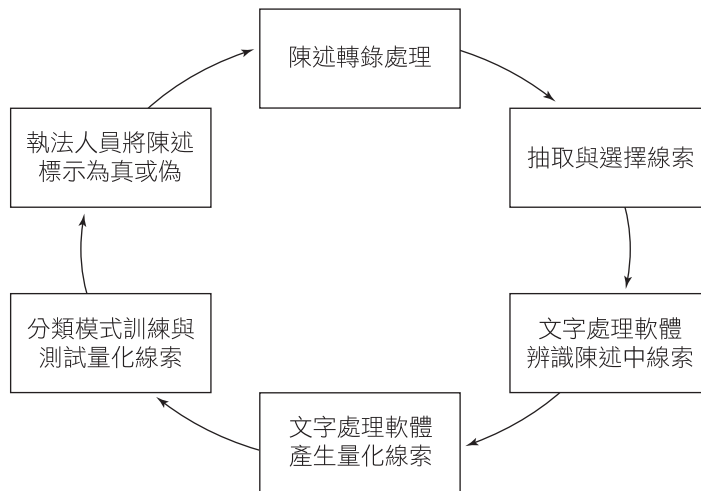 陳述轉錄處理
執法人員將陳述
標示為真或偽
抽取與選擇線索
分類模式訓練與
測試量化線索
文字處理軟體
辨識陳述中線索
文字處理軟體
產生量化線索